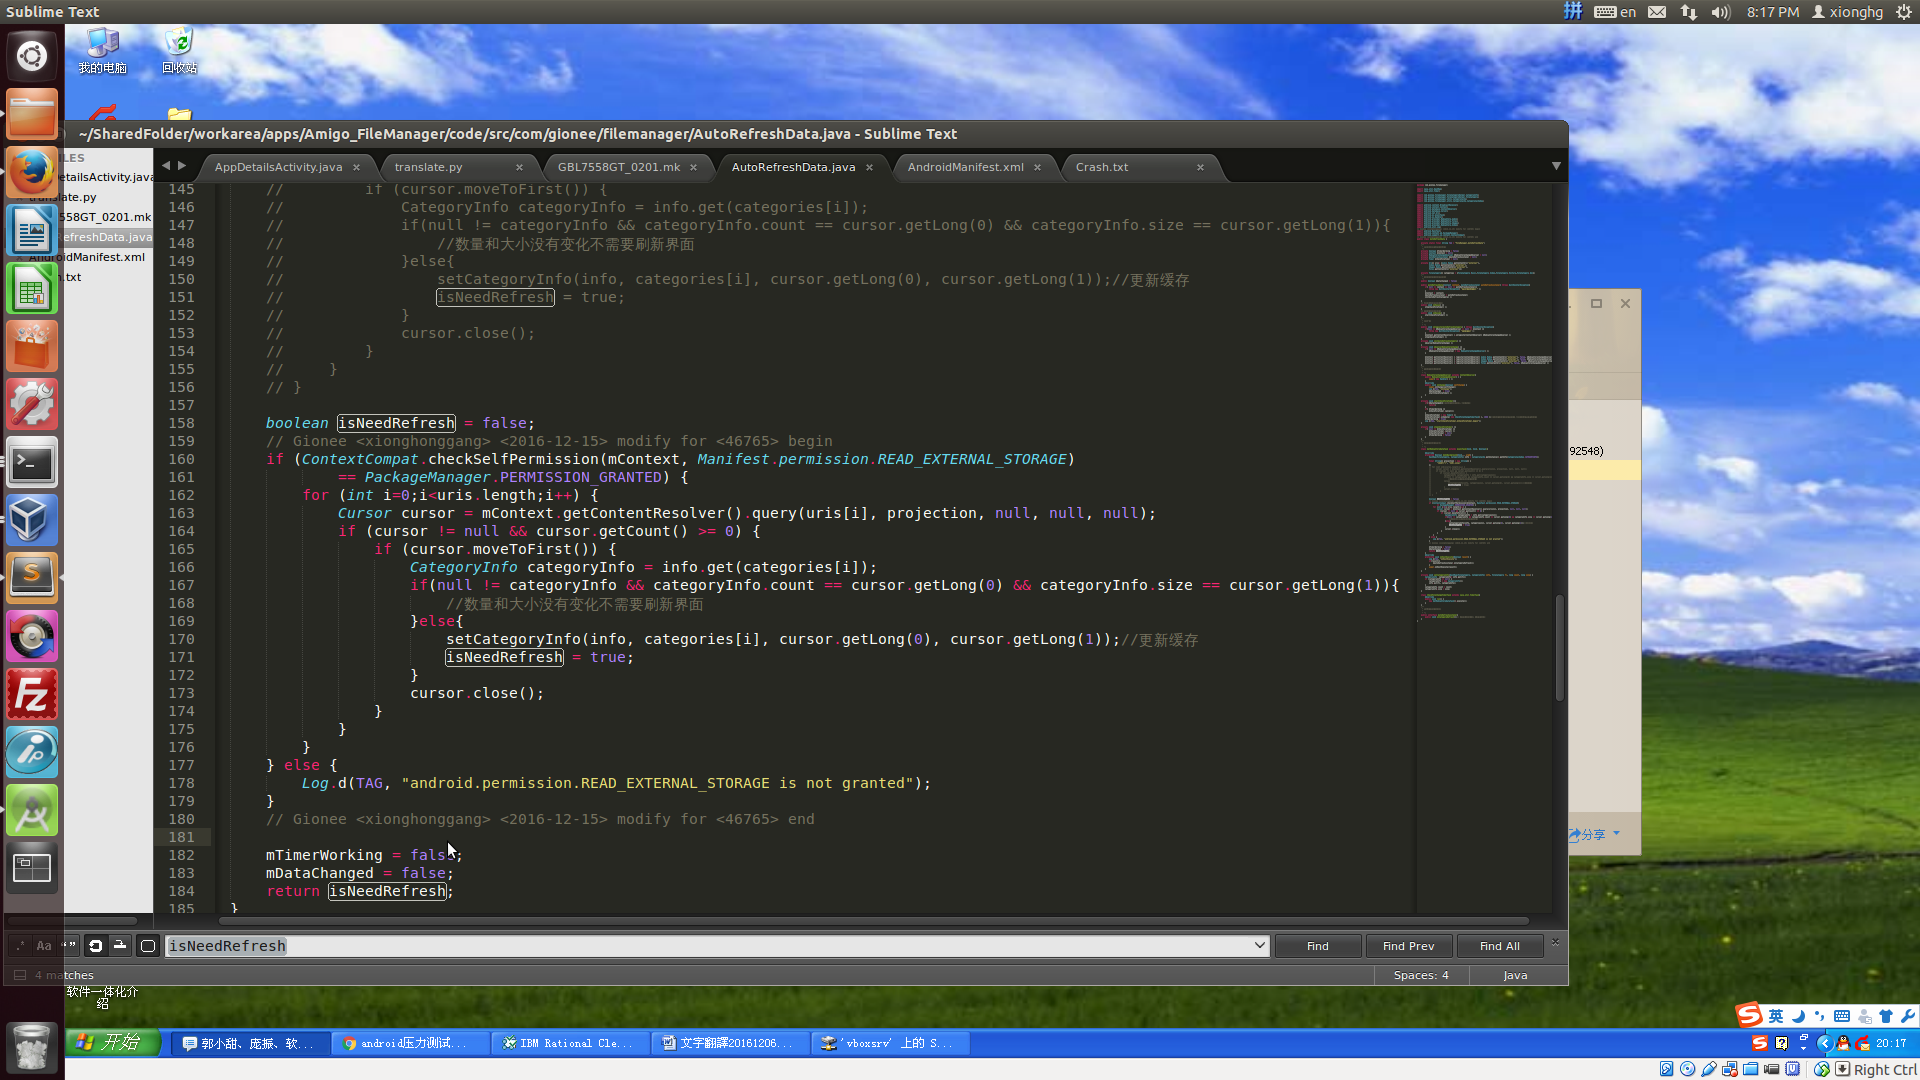 Sublime Text
拼 en 8:17 PM xionghg
我的电脑 回收站
~/SharedFolder/workarea/apps/Amigo_FileManager/code/src/com/gionee/filemanager/AutoRefreshData.java - Sublime Text
AppDetailsActivity.java × translate.py × GBL7558GT_0201.mk × AutoRefreshData.java × AndroidManifest.xml × Crash.txt ×
LES
etailsActivity.java
translate.py
558GT_0201.mk
efreshData.java
AndroidManifest.xml
h.txt
145 // if (cursor.moveToFirst()) {
146 // CategoryInfo categoryInfo = info.get(categories[i]);
147 // if(null != categoryInfo && categoryInfo.count == cursor.getLong(0) && categoryInfo.size == cursor.getLong(1)){
148 // //数量和大小没有变化不需要刷新界面
149 // }else{
150 // setCategoryInfo(info, categories[i], cursor.getLong(0), cursor.getLong(1));//更新缓存
151 // isNeedRefresh = true;
152 // }
153 // cursor.close();
154 // }
155 // }
156 // }
157
158 boolean isNeedRefresh = false;
159 // Gionee <xionghonggang> <2016-12-15> modify for <46765> begin
160 if (ContextCompat.checkSelfPermission(mContext, Manifest.permission.READ_EXTERNAL_STORAGE)
161 == PackageManager.PERMISSION_GRANTED) {
162 for (int i=0;i<uris.length;i++) {
163 Cursor cursor = mContext.getContentResolver().query(uris[i], projection, null, null, null);
164 if (cursor != null && cursor.getCount() >= 0) {
165 if (cursor.moveToFirst()) {
166 CategoryInfo categoryInfo = info.get(categories[i]);
167 if(null != categoryInfo && categoryInfo.count == cursor.getLong(0) && categoryInfo.size == cursor.getLong(1)){
168 //数量和大小没有变化不需要刷新界面
169 }else{
170 setCategoryInfo(info, categories[i], cursor.getLong(0), cursor.getLong(1));//更新缓存
171 isNeedRefresh = true;
172 }
173 cursor.close();
174 }
175 }
176 }
177 } else {
178 Log.d(TAG, "android.permission.READ_EXTERNAL_STORAGE is not granted");
179 }
180 // Gionee <xionghonggang> <2016-12-15> modify for <46765> end
181
182 mTimerWorking = false;
183 mDataChanged = false;
184 return isNeedRefresh;
185 }
92548)
分享
.* Aa “ ” isNeedRefresh Find Find Prev Find All ×
4 matches Spaces: 4 Java
软件一体化介
绍
英
开始 郭小甜、庞振、软... android压力测试... IBM Rational Cle... 文字翻譯20161206... 'vboxsrv' 上的 S... 20:17
Right Ctrl